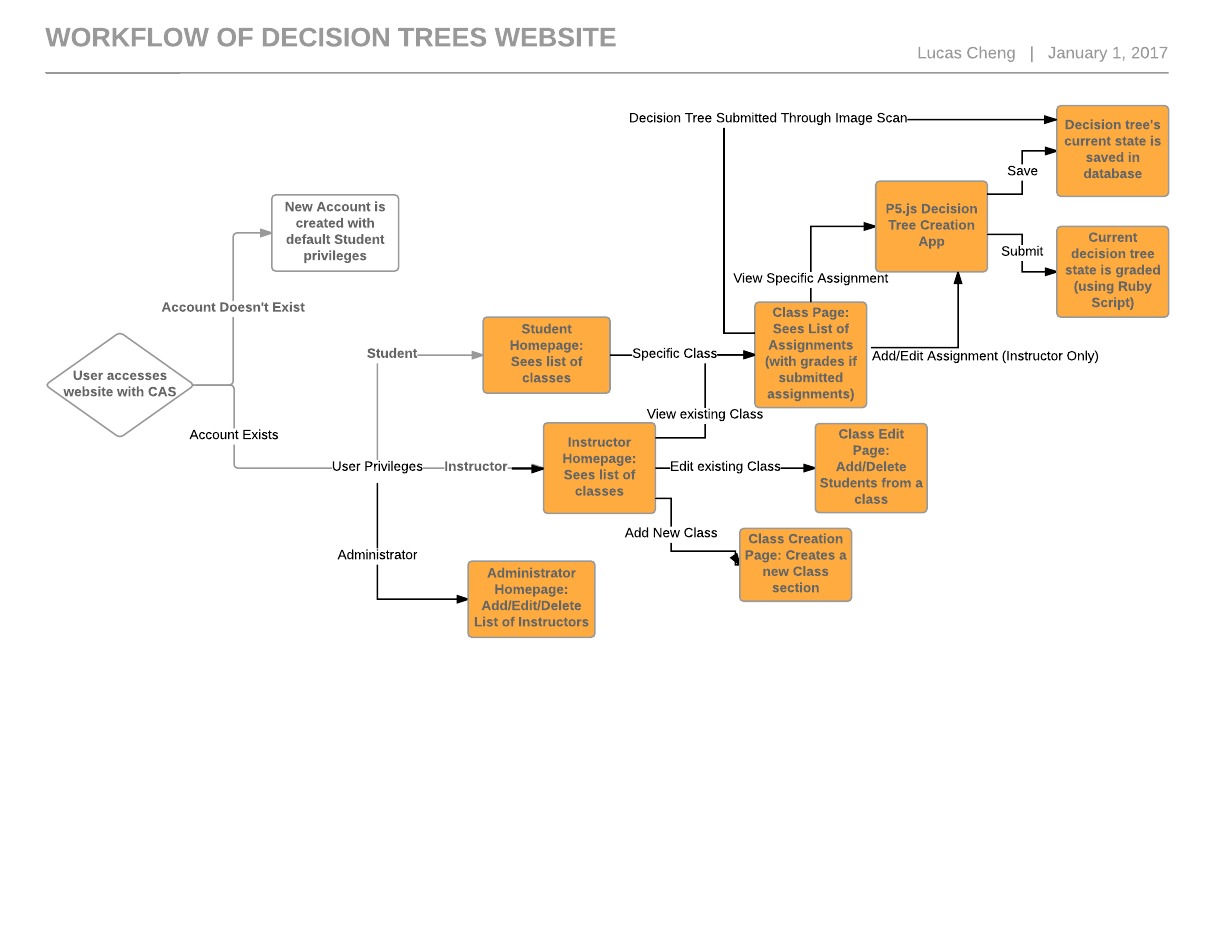 WORKFLOW OF DECISION TREES WEBSITE
Lucas Cheng | January 1, 2017
Decision Tree Submitted Through Image Scan
Decision tree's
current state is
saved in
database
Save
P5.js Decision
Tree Creation
App
Submit
Current
decision tree
state is graded
(using Ruby
Script)
New Account is
created with
default Student
privileges
View Specific Assignment
Account Doesn't Exist
Class Page:
Sees List of
Assignments
(with grades if
submitted
assignments)
Add/Edit Assignment (Instructor Only)
Student
Student
Homepage:
Sees list of
classes
Specific Class
User accesses
website with CAS
View existing Class
Account Exists
User Privileges
Instructor
Instructor
Homepage:
Sees list of
classes
Edit existing Class
Class Edit
Page:
Add/Delete
Students from a
class
Add New Class
Class Creation
Page: Creates a
new Class
section
Administrator
Administrator
Homepage:
Add/Edit/Delete
List of Instructors